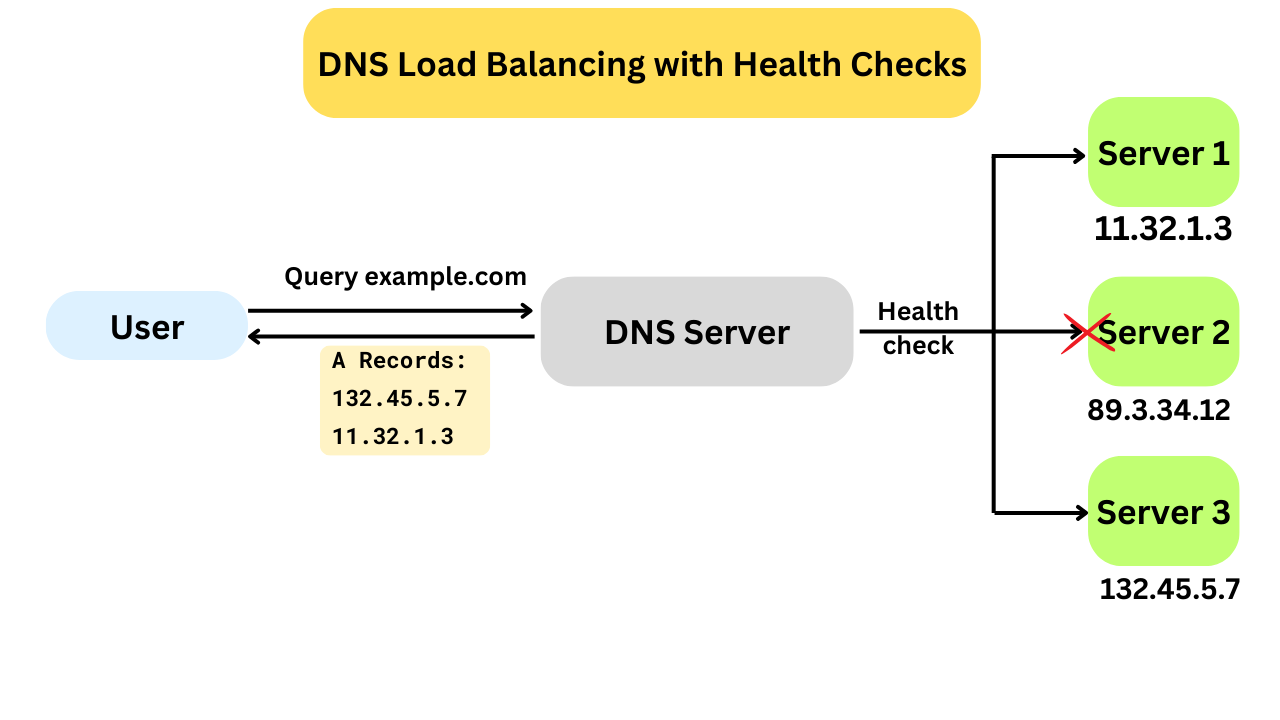 DNS Load Balancing with Health Checks
Server 1
11.32.1.3
Query example.com
User
DNS Server
Health
check
Server 2
A Records:
132.45.5.7
11.32.1.3
89.3.34.12
Server 3
132.45.5.7